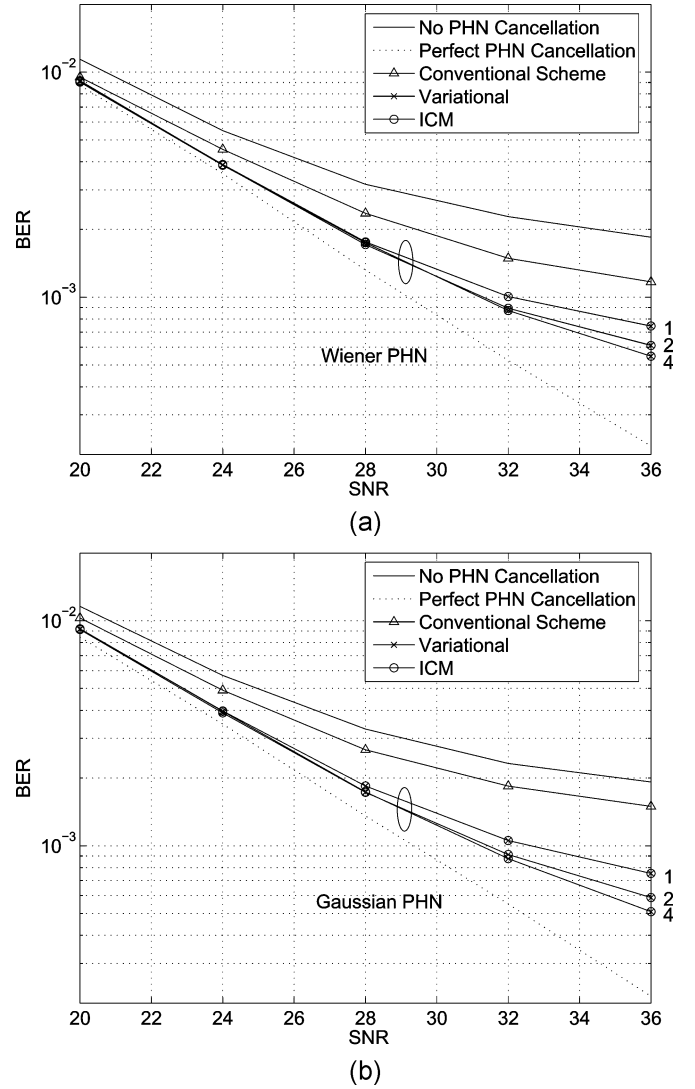 No PHN Cancellation
Perfect PHN Cancellation
Conventional Scheme
Variational
ICM
10⁻²
BER
10⁻³
Wiener PHN
1
2
4
20 22 24 26 28 30 32 34 36
SNR
(a)
No PHN Cancellation
Perfect PHN Cancellation
Conventional Scheme
Variational
ICM
10⁻²
BER
10⁻³
Gaussian PHN
1
2
4
20 22 24 26 28 30 32 34 36
SNR
(b)